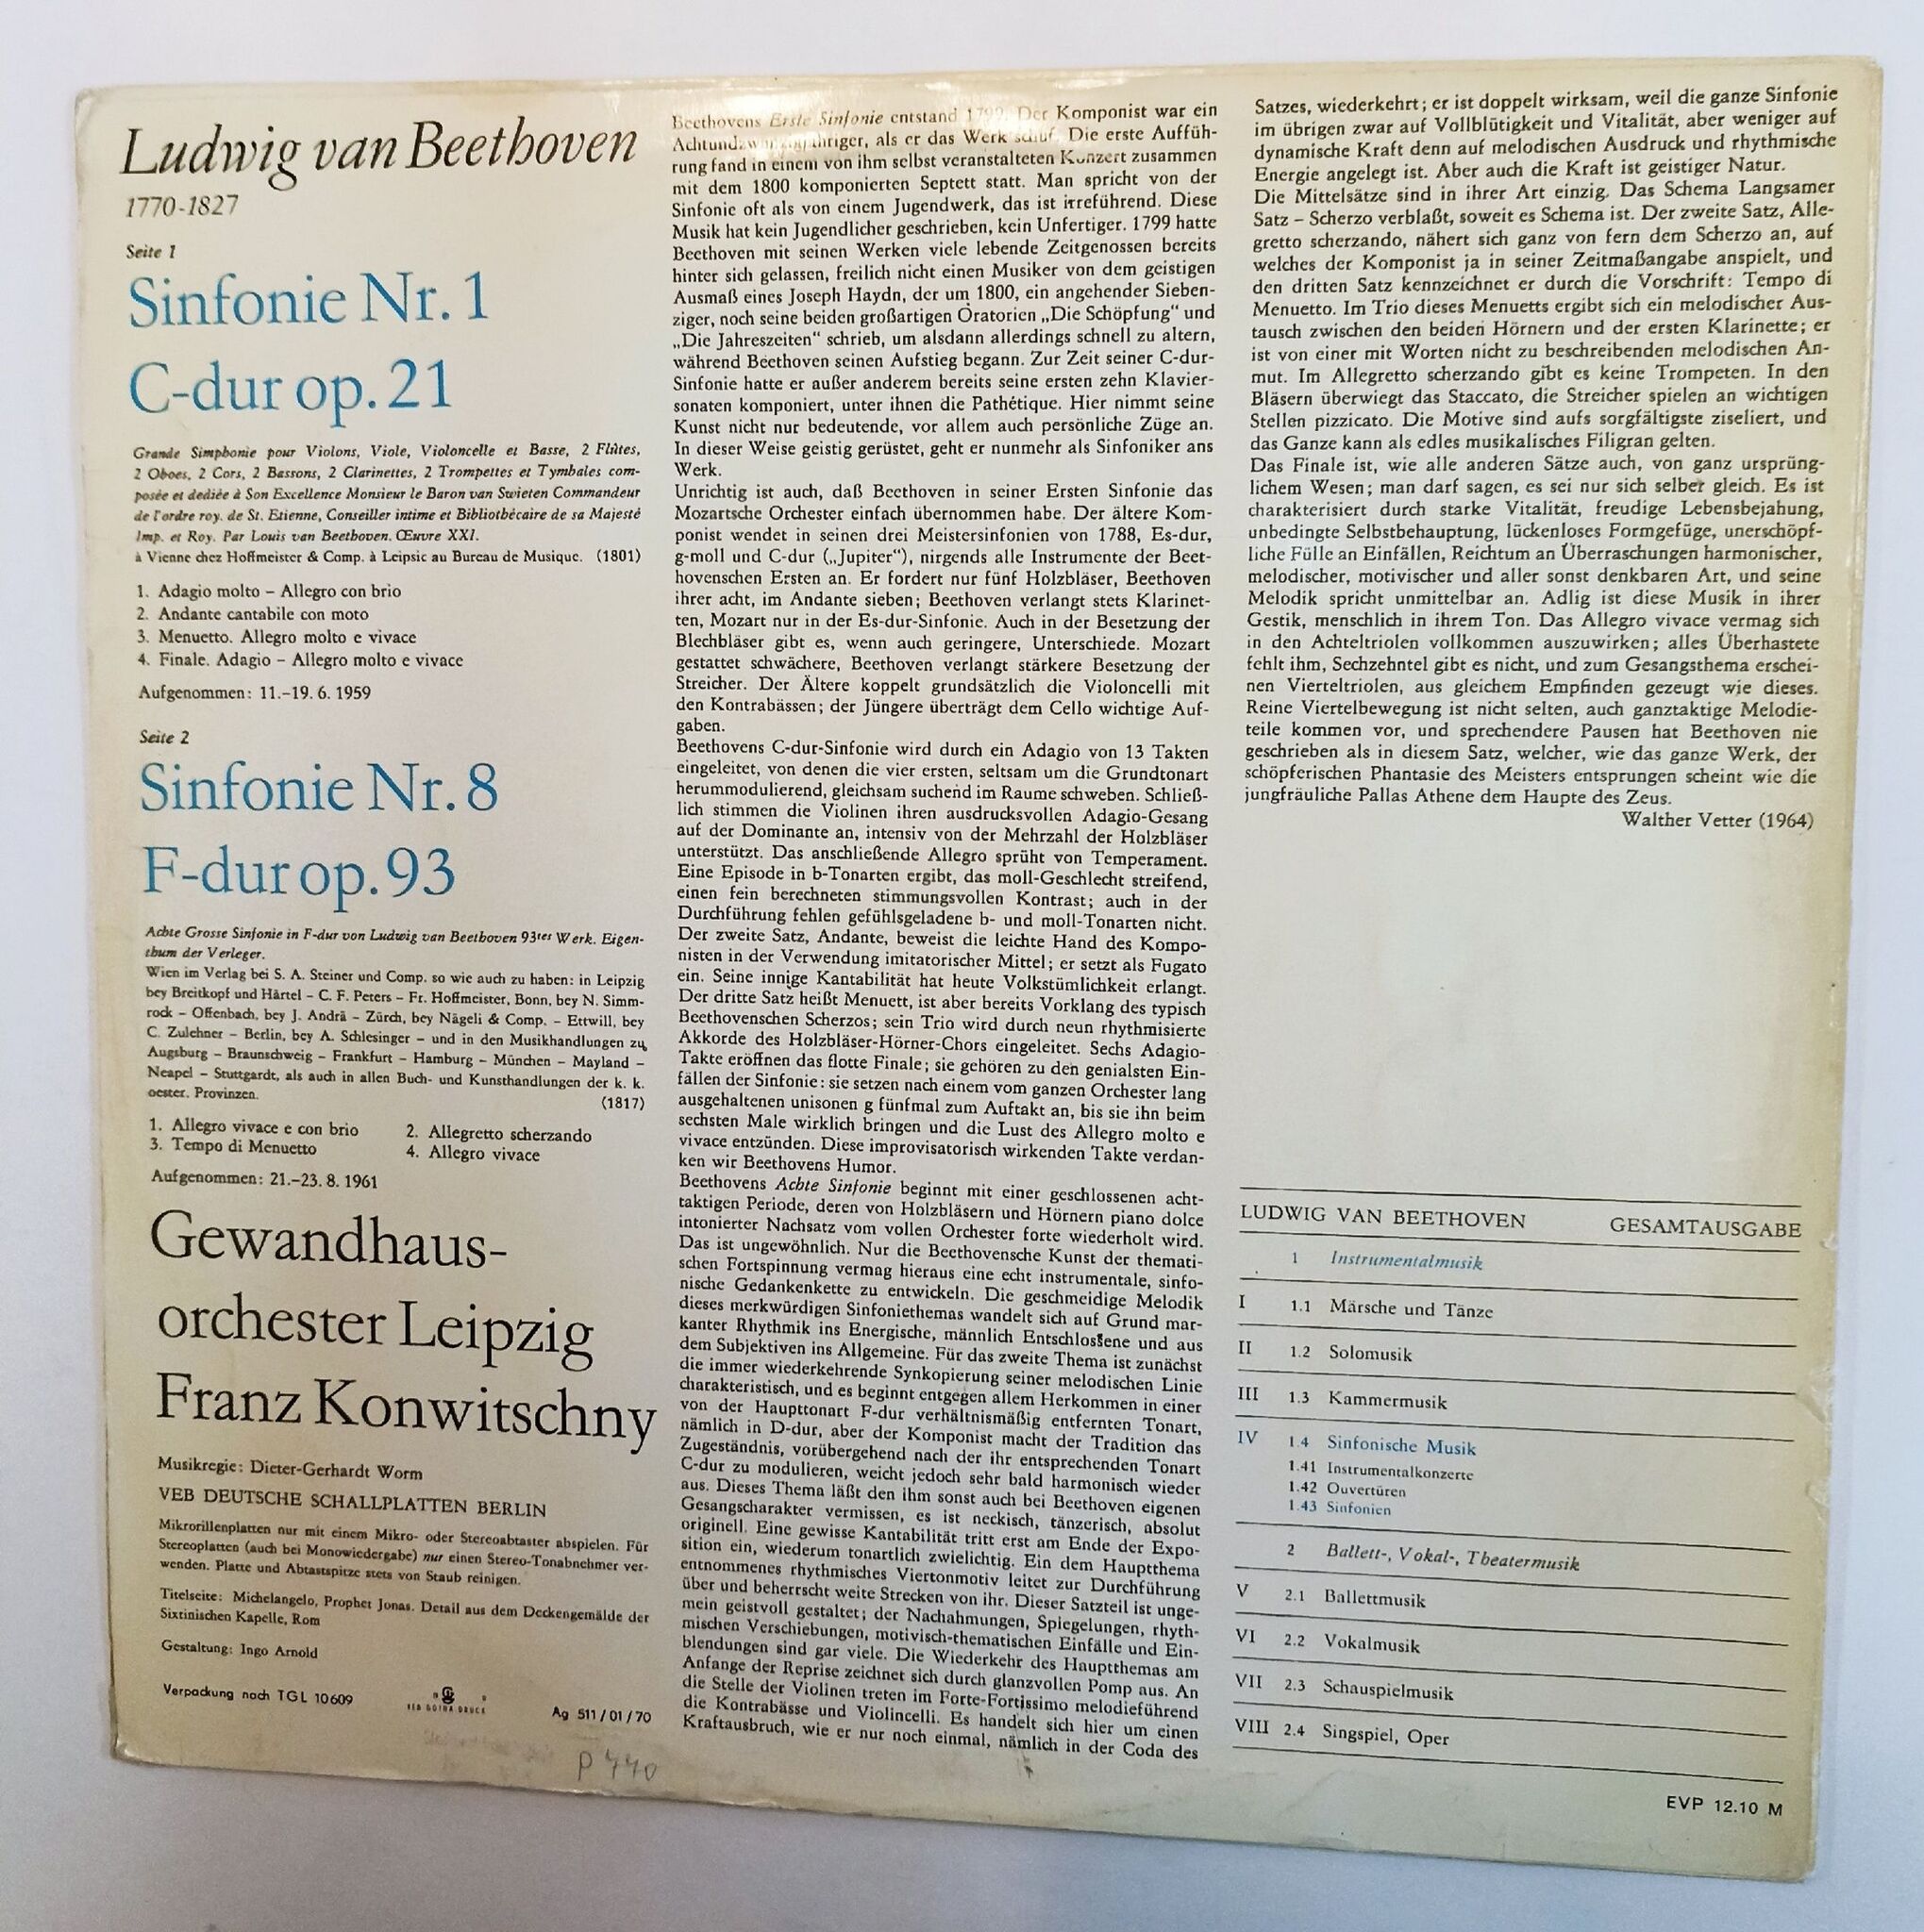 Ludwig van Beethoven
1770-1827
Seite 1
Sinfonie Nr. 1
C-dur op. 21
Grande Simphonie pour Violons, Viole, Violoncelle et Basse, 2 Flûtes,
2 Oboes, 2 Cors, 2 Bassons, 2 Clarinettes, 2 Trompettes et Tymbales com-
posée et dediée à Son Excellence Monsieur le Baron van Swieten Commandeur
de l'ordre roy. de St. Etienne, Conseiller intime et Bibliothécaire de sa Majesté
Imp. et Roy. Par Louis van Beethoven. Œuvre XXI.
à Vienne chez Hoffmeister & Comp. à Leipsic au Bureau de Musique. (1801)
1. Adagio molto – Allegro con brio
2. Andante cantabile con moto
3. Menuetto. Allegro molto e vivace
4. Finale. Adagio – Allegro molto e vivace
Aufgenommen: 11.–19. 6. 1959
Seite 2
Sinfonie Nr. 8
F-dur op. 93
Achte Grosse Sinfonie in F-dur von Ludwig van Beethoven 93tes Werk. Eigen-
thum der Verleger.
Wien im Verlag bei S. A. Steiner und Comp. so wie auch zu haben: in Leipzig
bey Breitkopf und Härtel – C. F. Peters – Fr. Hoffmeister, Bonn, bey N. Simm-
rock – Offenbach, bey J. Andrä – Zürch, bey Nägeli & Comp. – Ettwill, bey
C. Zulehner – Berlin, bey A. Schlesinger – und in den Musikhandlungen zu
Augsburg – Braunschweig – Frankfurt – Hamburg – München – Mayland –
Neapel – Stuttgardt, als auch in allen Buch- und Kunsthandlungen der k. k.
oester. Provinzen. (1817)
1. Allegro vivace e con brio 2. Allegretto scherzando
3. Tempo di Menuetto 4. Allegro vivace
Aufgenommen: 21.–23. 8. 1961
Gewandhaus-
orchester Leipzig
Franz Konwitschny
Musikregie: Dieter-Gerhardt Worm
VEB DEUTSCHE SCHALLPLATTEN BERLIN
Mikrorillenplatten nur mit einem Mikro- oder Stereoabtaster abspielen. Für
Stereoplatten (auch bei Monowiedergabe) nur einen Stereo-Tonabnehmer ver-
wenden. Platte und Abtastspitze stets von Staub reinigen.
Titelseite: Michelangelo, Prophet Jonas. Detail aus dem Deckengemälde der
Sixtinischen Kapelle, Rom
Gestaltung: Ingo Arnold
Verpackung nach TGL 10609
VEB GOTHA DRUCK
Ag 511/01/70
P 440
Beethovens Erste Sinfonie entstand 1799. Der Komponist war ein
Achtundzwanzigjähriger, als er das Werk schuf. Die erste Auffüh-
rung fand in einem von ihm selbst veranstalteten Konzert zusammen
mit dem 1800 komponierten Septett statt. Man spricht von der
Sinfonie oft als von einem Jugendwerk, das ist irreführend. Diese
Musik hat kein Jugendlicher geschrieben, kein Unfertiger. 1799 hatte
Beethoven mit seinen Werken viele lebende Zeitgenossen bereits
hinter sich gelassen, freilich nicht einen Musiker von dem geistigen
Ausmaß eines Joseph Haydn, der um 1800, ein angehender Sieben-
ziger, noch seine beiden großartigen Oratorien „Die Schöpfung“ und
„Die Jahreszeiten“ schrieb, um alsdann allerdings schnell zu altern,
während Beethoven seinen Aufstieg begann. Zur Zeit seiner C-dur-
Sinfonie hatte er außer anderem bereits seine ersten zehn Klavier-
sonaten komponiert, unter ihnen die Pathétique. Hier nimmt seine
Kunst nicht nur bedeutende, vor allem auch persönliche Züge an.
In dieser Weise geistig gerüstet, geht er nunmehr als Sinfoniker ans
Werk.
Unrichtig ist auch, daß Beethoven in seiner Ersten Sinfonie das
Mozartsche Orchester einfach übernommen habe. Der ältere Kom-
ponist wendet in seinen drei Meistersinfonien von 1788, Es-dur,
g-moll und C-dur („Jupiter“), nirgends alle Instrumente der Beet-
hovenschen Ersten an. Er fordert nur fünf Holzbläser, Beethoven
ihrer acht, im Andante sieben; Beethoven verlangt stets Klarinet-
ten, Mozart nur in der Es-dur-Sinfonie. Auch in der Besetzung der
Blechbläser gibt es, wenn auch geringere, Unterschiede. Mozart
gestattet schwächere, Beethoven verlangt stärkere Besetzung der
Streicher. Der Ältere koppelt grundsätzlich die Violoncelli mit
den Kontrabässen; der Jüngere überträgt dem Cello wichtige Auf-
gaben.
Beethovens C-dur-Sinfonie wird durch ein Adagio von 13 Takten
eingeleitet, von denen die vier ersten, seltsam um die Grundtonart
herummodulierend, gleichsam suchend im Raume schweben. Schließ-
lich stimmen die Violinen ihren ausdrucksvollen Adagio-Gesang
auf der Dominante an, intensiv von der Mehrzahl der Holzbläser
unterstützt. Das anschließende Allegro sprüht von Temperament.
Eine Episode in b-Tonarten ergibt, das moll-Geschlecht streifend,
einen fein berechneten stimmungsvollen Kontrast; auch in der
Durchführung fehlen gefühlsgeladene b- und moll-Tonarten nicht.
Der zweite Satz, Andante, beweist die leichte Hand des Kompo-
nisten in der Verwendung imitatorischer Mittel; er setzt als Fugato
ein. Seine innige Kantabilität hat heute Volkstümlichkeit erlangt.
Der dritte Satz heißt Menuett, ist aber bereits Vorklang des typisch
Beethovenschen Scherzos; sein Trio wird durch neun rhythmisierte
Akkorde des Holzbläser-Hörner-Chors eingeleitet. Sechs Adagio-
Takte eröffnen das flotte Finale; sie gehören zu den genialsten Ein-
fällen der Sinfonie: sie setzen nach einem vom ganzen Orchester lang
ausgehaltenen unisonen g fünfmal zum Auftakt an, bis sie ihn beim
sechsten Male wirklich bringen und die Lust des Allegro molto e
vivace entzünden. Diese improvisatorisch wirkenden Takte verdan-
ken wir Beethovens Humor.
Beethovens Achte Sinfonie beginnt mit einer geschlossenen acht-
taktigen Periode, deren von Holzbläsern und Hörnern piano dolce
intonierter Nachsatz vom vollen Orchester forte wiederholt wird.
Das ist ungewöhnlich. Nur die Beethovensche Kunst der themati-
schen Fortspinnung vermag hieraus eine echt instrumentale, sinfo-
nische Gedankenkette zu entwickeln. Die geschmeidige Melodik
dieses merkwürdigen Sinfoniethemas wandelt sich auf Grund mar-
kanter Rhythmik ins Energische, männlich Entschlossene und aus
dem Subjektiven ins Allgemeine. Für das zweite Thema ist zunächst
die immer wiederkehrende Synkopierung seiner melodischen Linie
charakteristisch, und es beginnt entgegen allem Herkommen in einer
von der Haupttonart F-dur verhältnismäßig entfernten Tonart,
nämlich in D-dur, aber der Komponist macht der Tradition das
Zugeständnis, vorübergehend nach der ihr entsprechenden Tonart
C-dur zu modulieren, weicht jedoch sehr bald harmonisch wieder
aus. Dieses Thema läßt den ihm sonst auch bei Beethoven eigenen
Gesangscharakter vermissen, es ist neckisch, tänzerisch, absolut
originell. Eine gewisse Kantabilität tritt erst am Ende der Expo-
sition ein, wiederum tonartlich zwielichtig. Ein dem Hauptthema
entnommenes rhythmisches Viertonmotiv leitet zur Durchführung
über und beherrscht weite Strecken von ihr. Dieser Satzteil ist unge-
mein geistvoll gestaltet; der Nachahmungen, Spiegelungen, rhyth-
mischen Verschiebungen, motivisch-thematischen Einfälle und Ein-
blendungen sind gar viele. Die Wiederkehr des Hauptthemas am
Anfange der Reprise zeichnet sich durch glanzvollen Pomp aus. An
die Stelle der Violinen treten im Forte-Fortissimo melodieführend
die Kontrabässe und Violincelli. Es handelt sich hier um einen
Kraftausbruch, wie er nur noch einmal, nämlich in der Coda des
Satzes, wiederkehrt; er ist doppelt wirksam, weil die ganze Sinfonie
im übrigen zwar auf Vollblütigkeit und Vitalität, aber weniger auf
dynamische Kraft denn auf melodischen Ausdruck und rhythmische
Energie angelegt ist. Aber auch die Kraft ist geistiger Natur.
Die Mittelsätze sind in ihrer Art einzig. Das Schema Langsamer
Satz – Scherzo verblaßt, soweit es Schema ist. Der zweite Satz, Alle-
gretto scherzando, nähert sich ganz von fern dem Scherzo an, auf
welches der Komponist ja in seiner Zeitmaßangabe anspielt, und
den dritten Satz kennzeichnet er durch die Vorschrift: Tempo di
Menuetto. Im Trio dieses Menuetts ergibt sich ein melodischer Aus-
tausch zwischen den beiden Hörnern und der ersten Klarinette; er
ist von einer mit Worten nicht zu beschreibenden melodischen An-
mut. Im Allegretto scherzando gibt es keine Trompeten. In den
Bläsern überwiegt das Staccato, die Streicher spielen an wichtigen
Stellen pizzicato. Die Motive sind aufs sorgfältigste ziseliert, und
das Ganze kann als edles musikalisches Filigran gelten.
Das Finale ist, wie alle anderen Sätze auch, von ganz ursprüng-
lichem Wesen; man darf sagen, es sei nur sich selber gleich. Es ist
charakterisiert durch starke Vitalität, freudige Lebensbejahung,
unbedingte Selbstbehauptung, lückenloses Formgefüge, unerschöpf-
liche Fülle an Einfällen, Reichtum an Überraschungen harmonischer,
melodischer, motivischer und aller sonst denkbaren Art, und seine
Melodik spricht unmittelbar an. Adlig ist diese Musik in ihrer
Gestik, menschlich in ihrem Ton. Das Allegro vivace vermag sich
in den Achteltriolen vollkommen auszuwirken; alles Überhastete
fehlt ihm, Sechzehntel gibt es nicht, und zum Gesangsthema erschei-
nen Vierteltriolen, aus gleichem Empfinden gezeugt wie dieses.
Reine Viertelbewegung ist nicht selten, auch ganztaktige Melodie-
teile kommen vor, und sprechendere Pausen hat Beethoven nie
geschrieben als in diesem Satz, welcher, wie das ganze Werk, der
schöpferischen Phantasie des Meisters entsprungen scheint wie die
jungfräuliche Pallas Athene dem Haupte des Zeus.
Walther Vetter (1964)
LUDWIG VAN BEETHOVEN GESAMTAUSGABE
1 Instrumentalmusik
I 1.1 Märsche und Tänze
II 1.2 Solomusik
III 1.3 Kammermusik
IV 1.4 Sinfonische Musik
1.41 Instrumentalkonzerte
1.42 Ouvertüren
1.43 Sinfonien
2 Ballett-, Vokal-, Theatermusik
V 2.1 Ballettmusik
VI 2.2 Vokalmusik
VII 2.3 Schauspielmusik
VIII 2.4 Singspiel, Oper
EVP 12.10 M